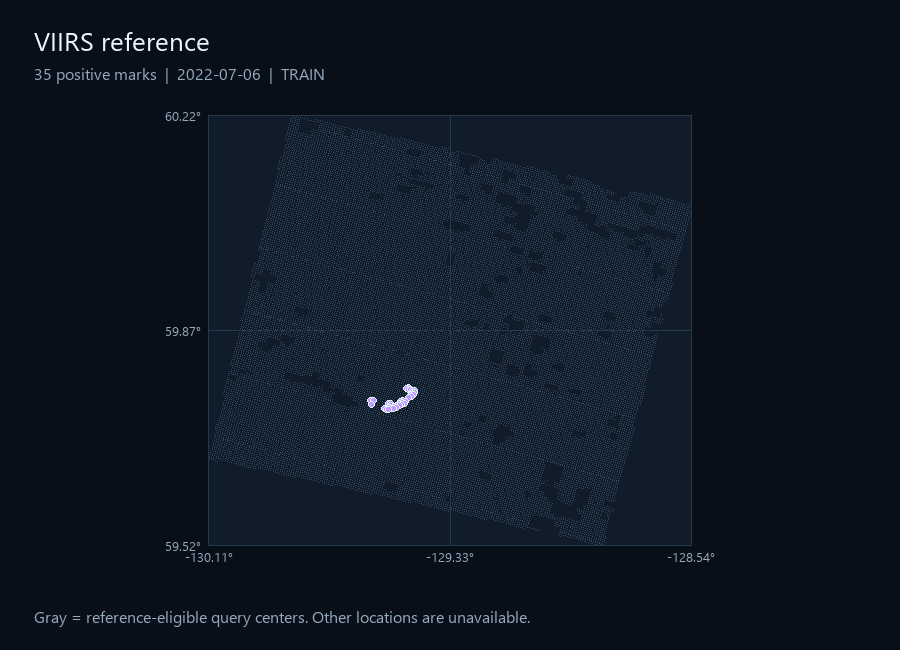 VIIRS reference
35 positive marks | 2022-07-06 | TRAIN
60.22°
59.87°
59.52°
-130.11°
-129.33°
-128.54°
Gray = reference-eligible query centers. Other locations are unavailable.